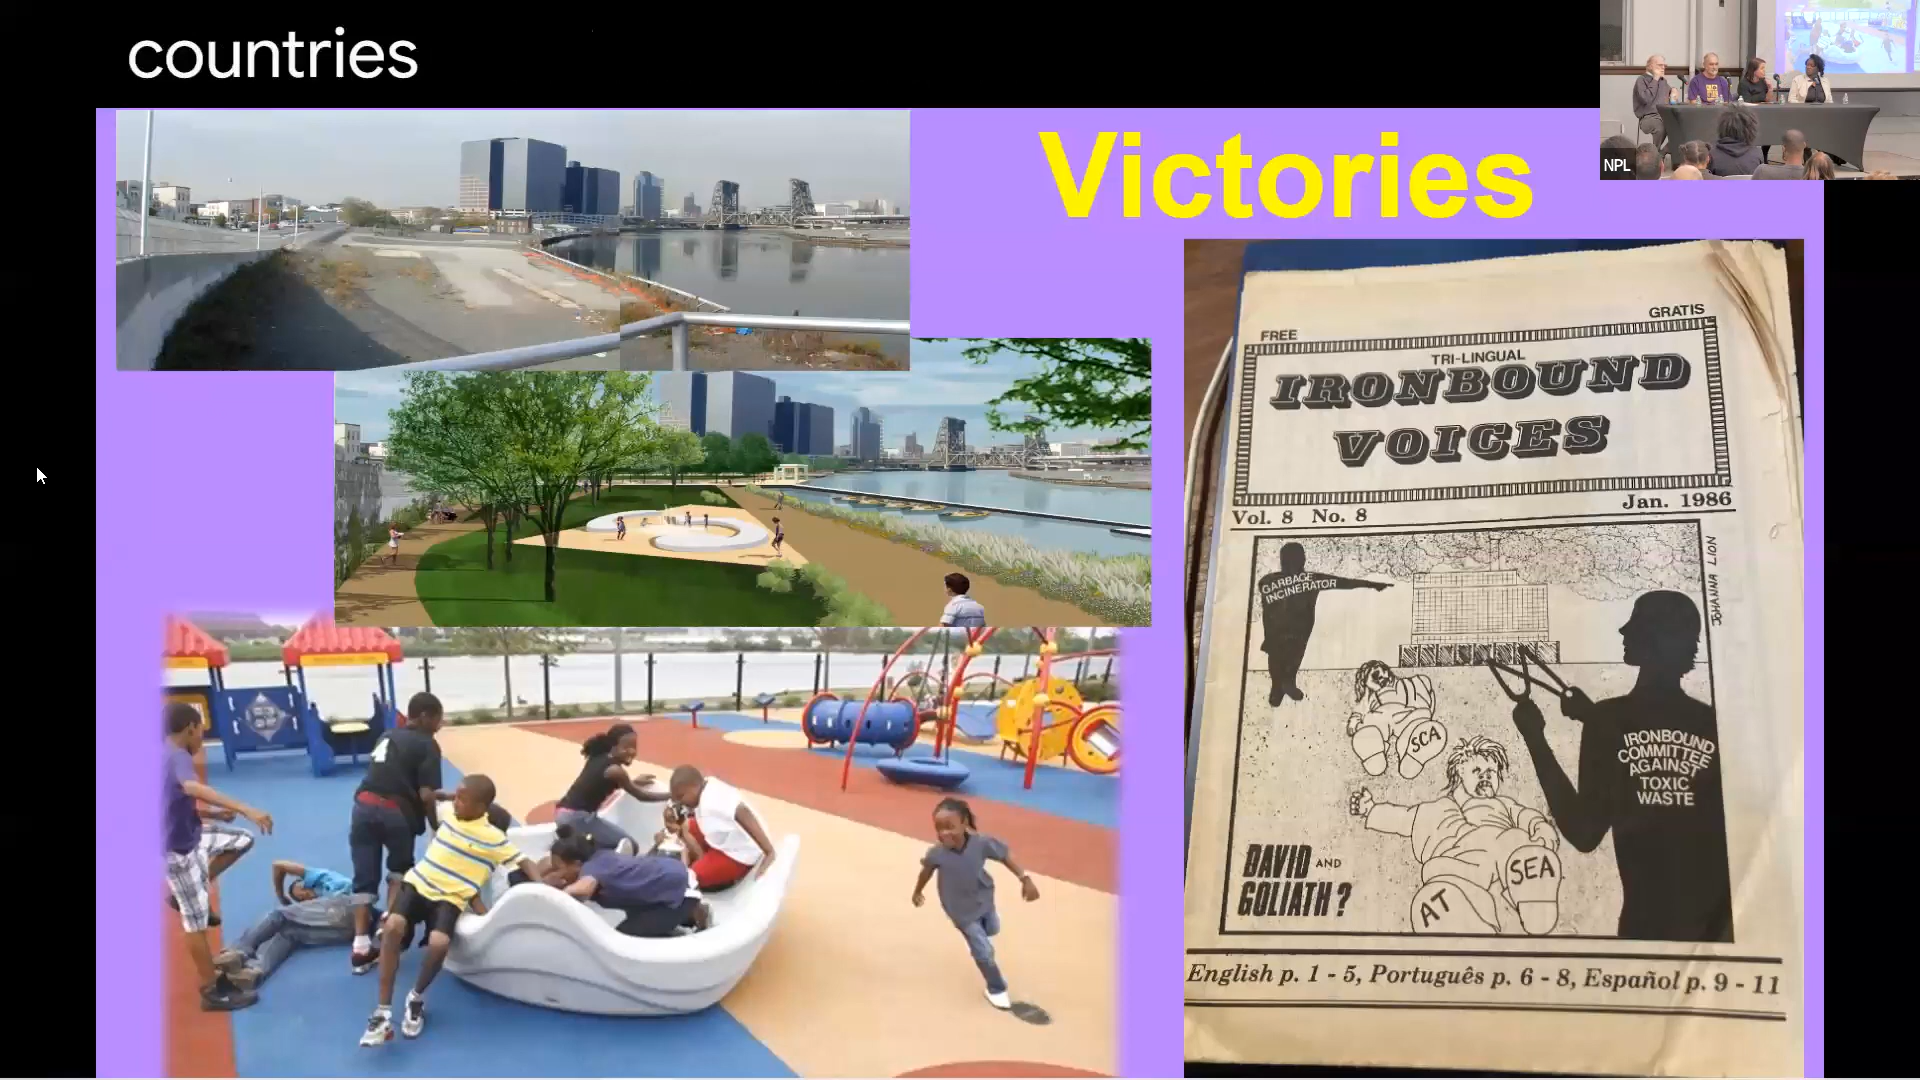 countries
NPL
Victories
FREE
GRATIS
TRI-LINGUAL
IRONBOUND
VOICES
Vol. 8 No. 8
Jan. 1986
JOHANNA LION
GARBAGE
INCINERATOR
SCA
IRONBOUND
COMMITTEE
AGAINST
TOXIC
WASTE
SEA
AT
DAVID AND
GOLIATH?
English p. 1 - 5, Português p. 6 - 8, Español p. 9 - 11
4